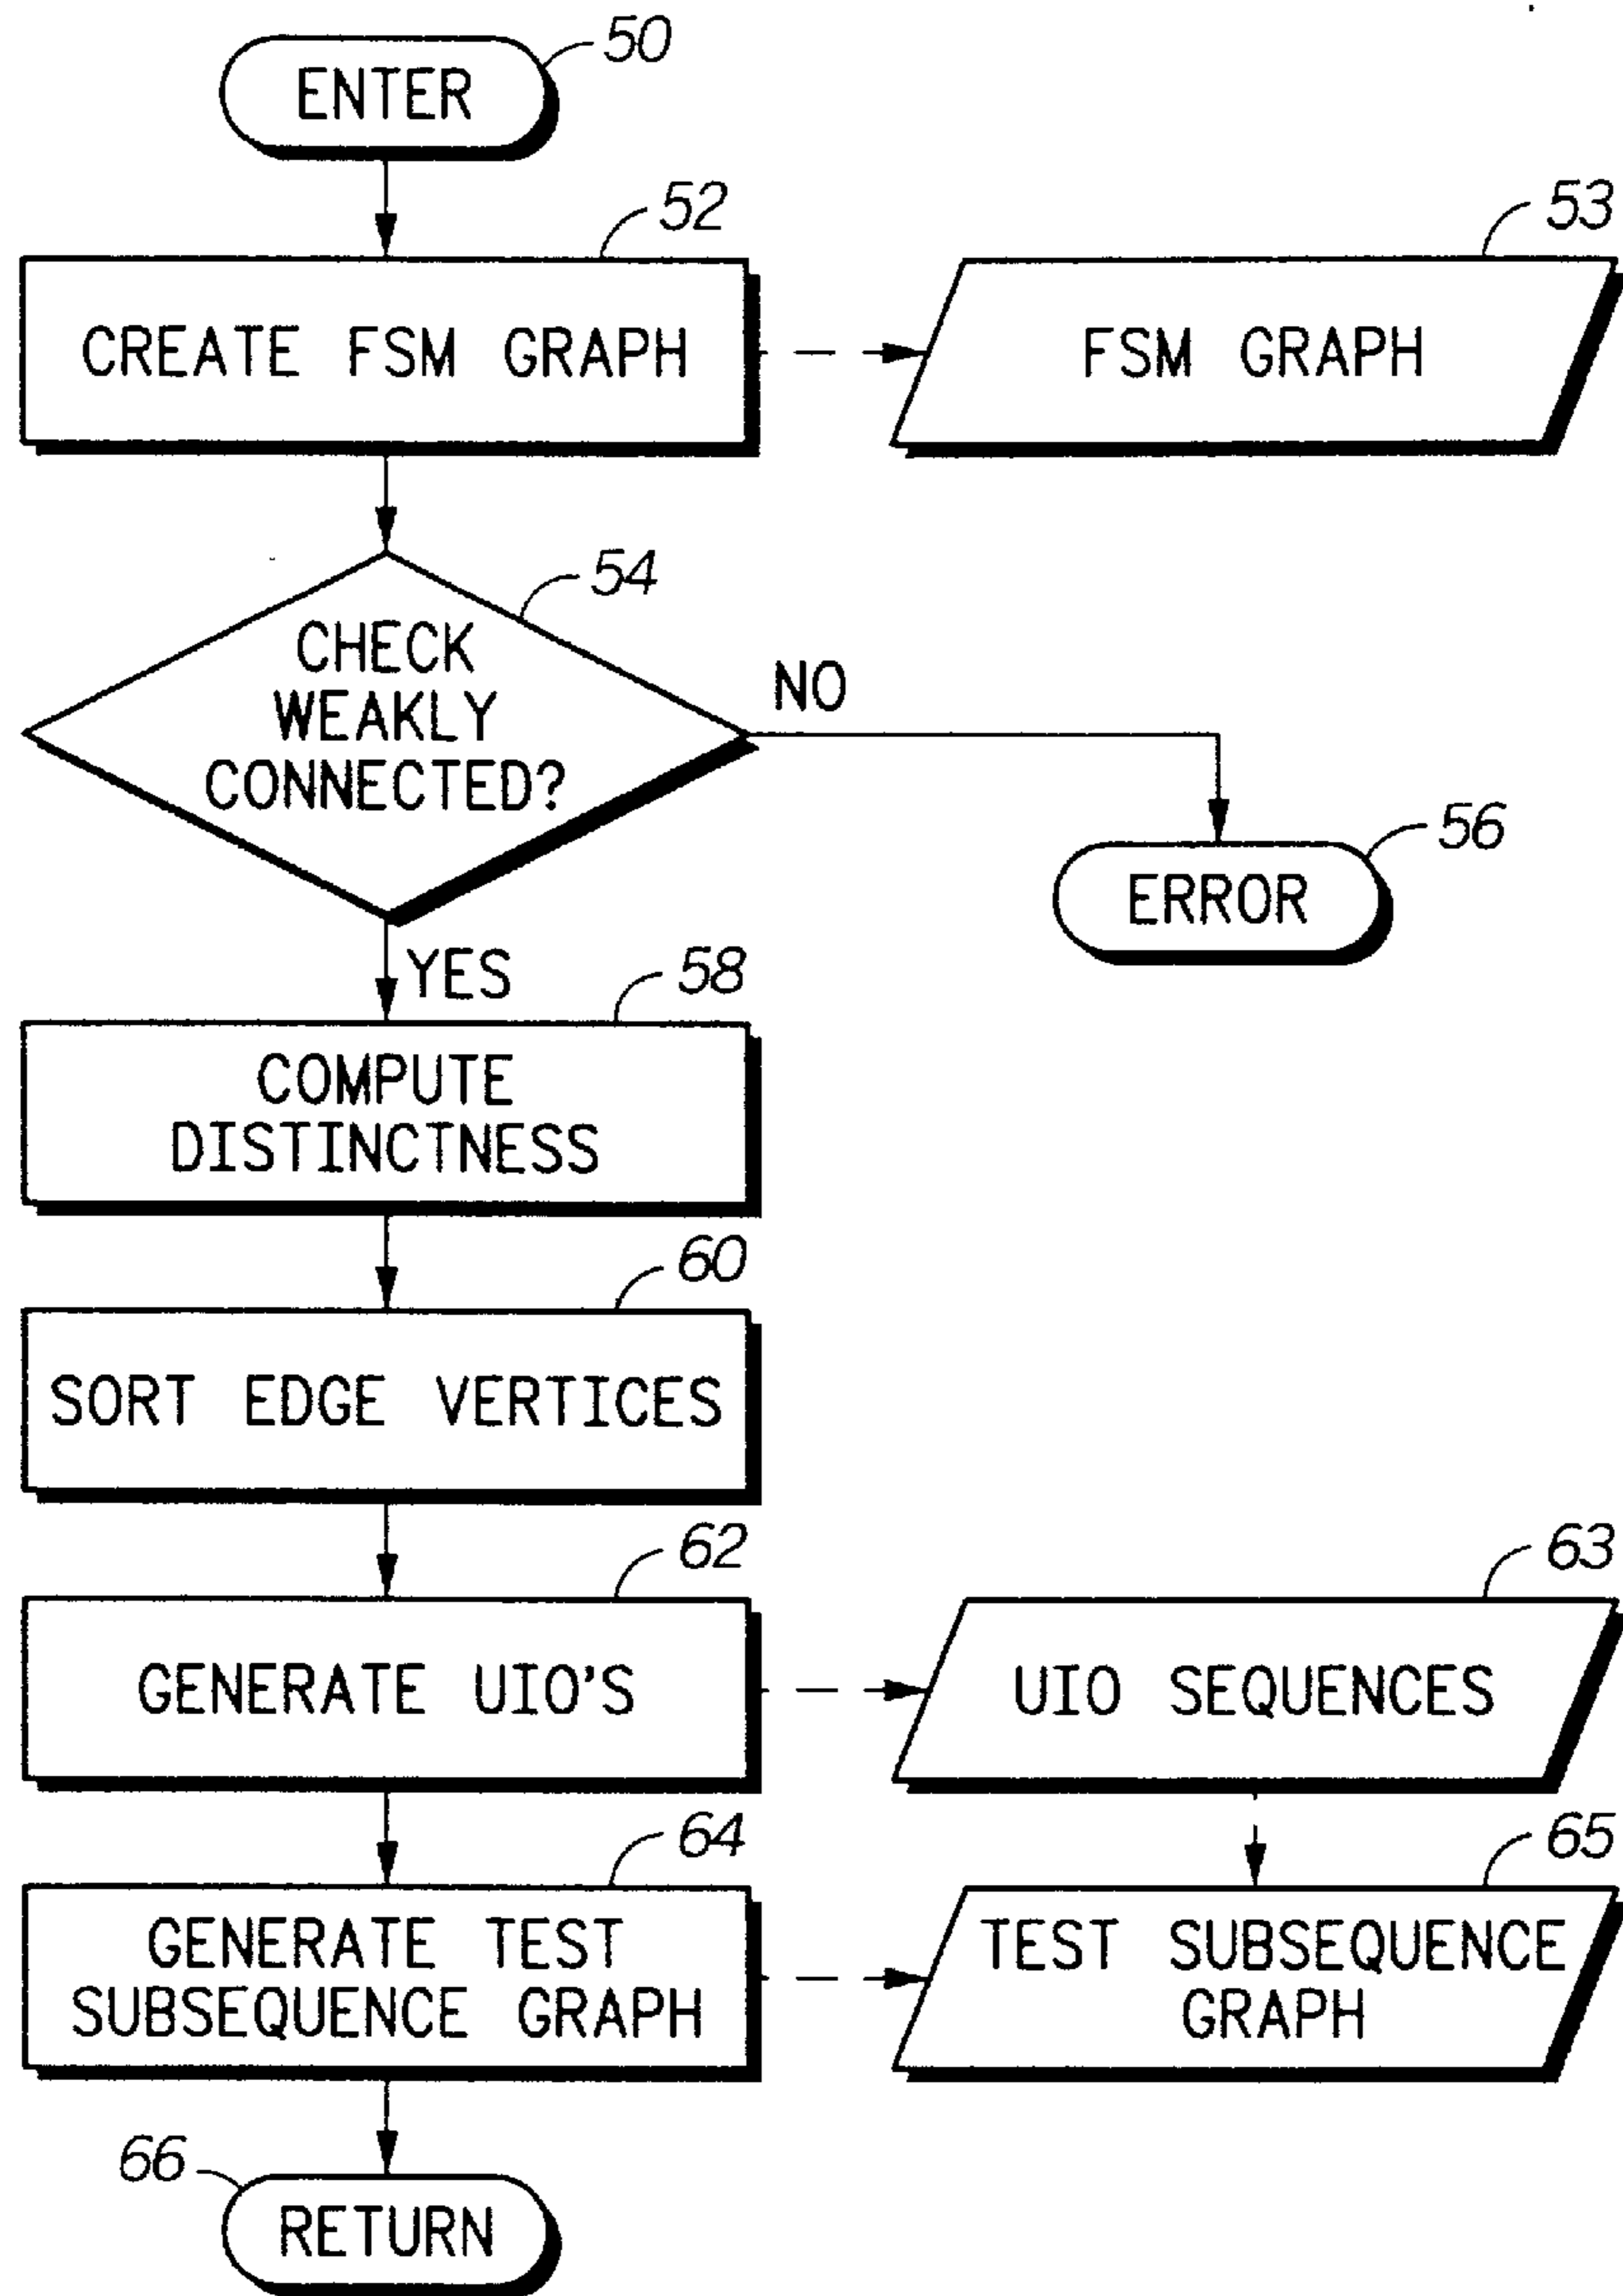 50
ENTER
52
53
CREATE FSM GRAPH
FSM GRAPH
54
CHECK
WEAKLY
CONNECTED?
NO
56
ERROR
YES
58
COMPUTE
DISTINCTNESS
60
SORT EDGE VERTICES
62
63
GENERATE UIO'S
UIO SEQUENCES
64
65
GENERATE TEST
SUBSEQUENCE GRAPH
TEST SUBSEQUENCE
GRAPH
66
RETURN